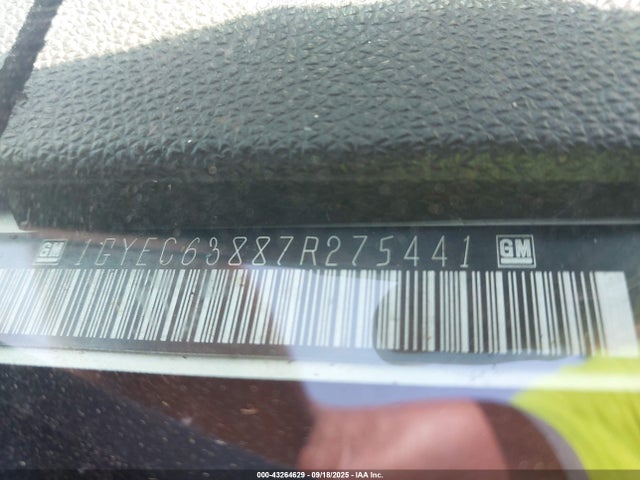 GM 1GYEC63887R275441 GM
000-43264629 - 09/18/2025 - IAA Inc.